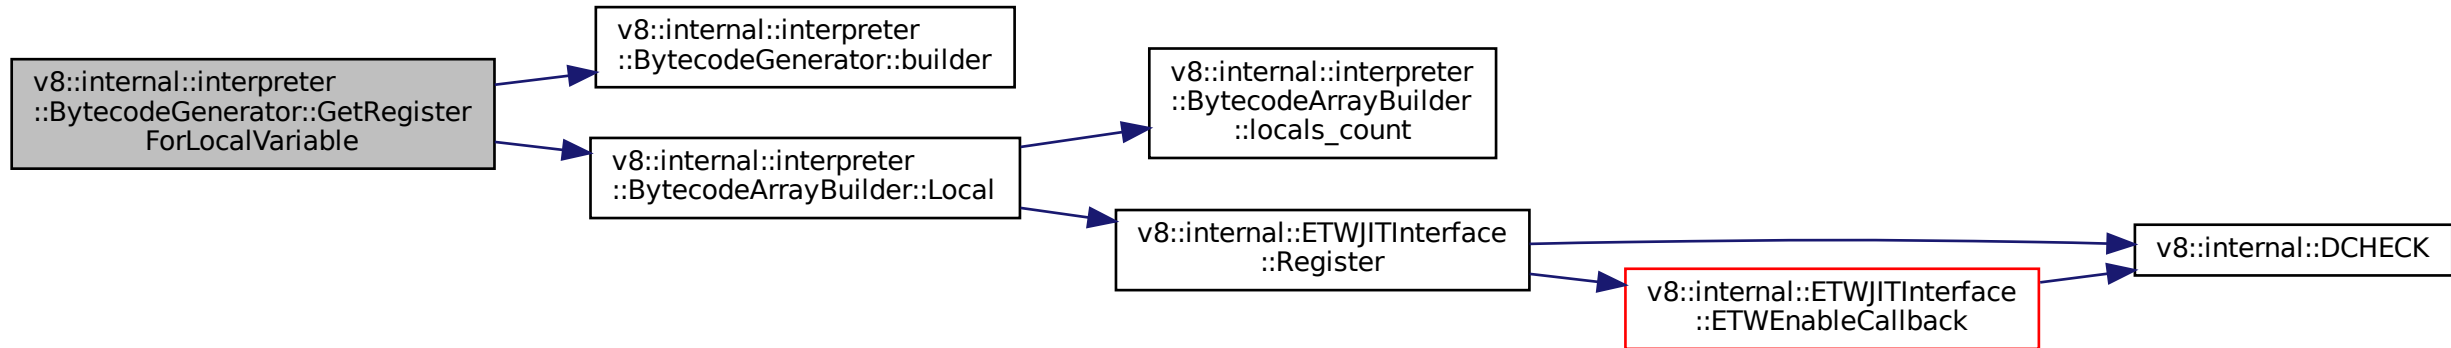 v8::internal::interpreter
::BytecodeGenerator::GetRegister
ForLocalVariable
v8::internal::interpreter
::BytecodeGenerator::builder
v8::internal::interpreter
::BytecodeArrayBuilder::Local
v8::internal::interpreter
::BytecodeArrayBuilder
::locals_count
v8::internal::ETWJITInterface
::Register
v8::internal::ETWJITInterface
::ETWEnableCallback
v8::internal::DCHECK